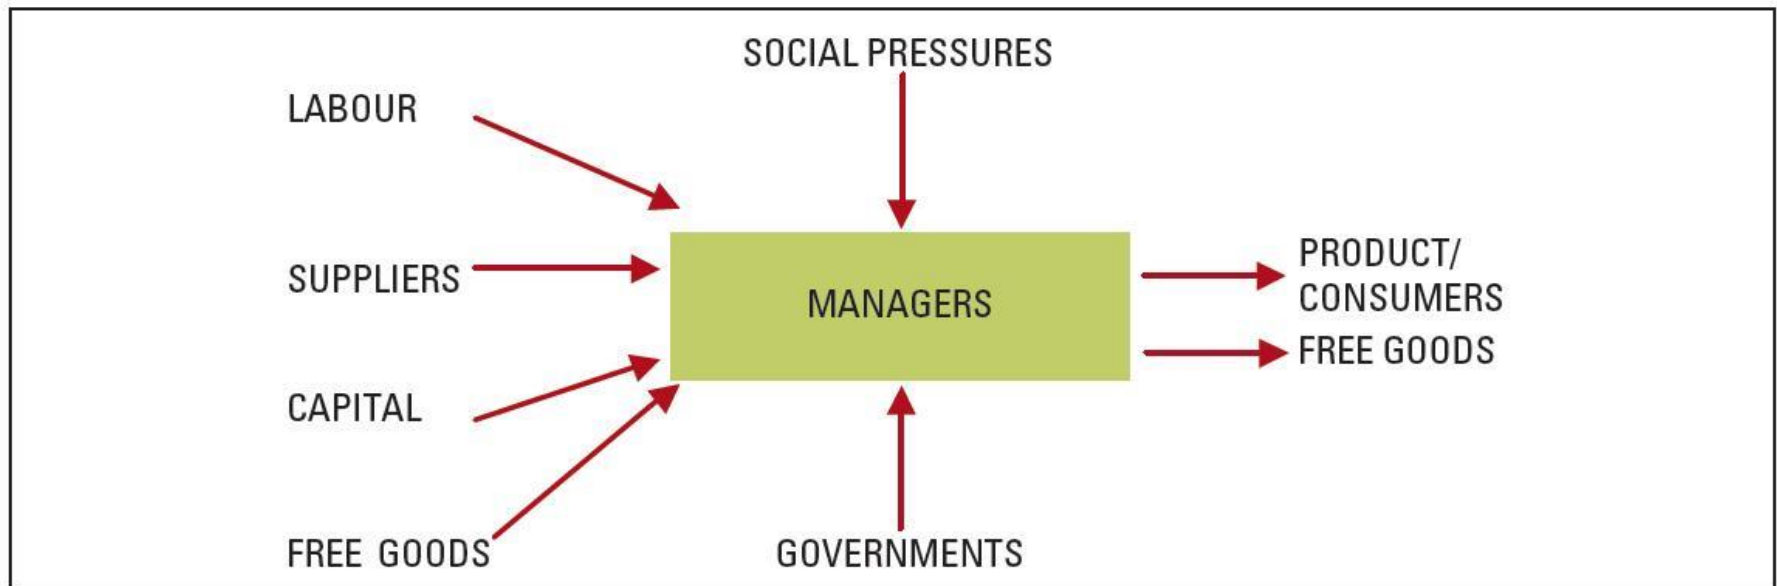 SOCIAL PRESSURES
LABOUR
SUPPLIERS
MANAGERS
PRODUCT/
CONSUMERS
FREE GOODS
CAPITAL
FREE GOODS
GOVERNMENTS